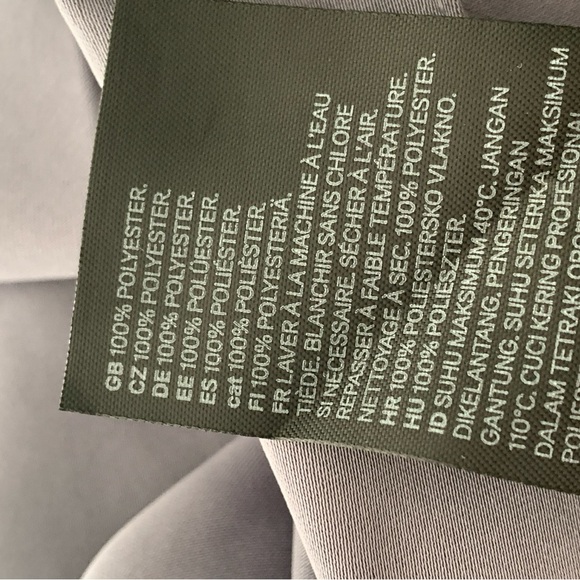 GB 100% POLYESTER.
CZ 100% POLYESTER.
DE 100% POLYESTER.
EE 100% POLÜESTER.
ES 100% POLIÉSTER.
cat 100% POLIÈSTER.
FI 100% POLYESTERIÄ.
FR LAVER À LA MACHINE À L'EAU
TIÈDE. BLANCHIR SANS CHLORE
SI NECESSAIRE. SÉCHER À L'AIR.
REPASSER À FAIBLE TEMPÉRATURE.
NETTOYAGE À SEC. 100% POLYESTER.
HR 100% POLIESTERSKO VLAKNO.
HU 100% POLIÉSZTER.
ID SUHU MAKSIMUM 40°C. JANGAN
DIKELANTANG. PENGERINGAN
GANTUNG. SUHU SETERIKA MAKSIMUM
110°C. CUCI KERING PROFESIONAL
DALAM TETRAKL